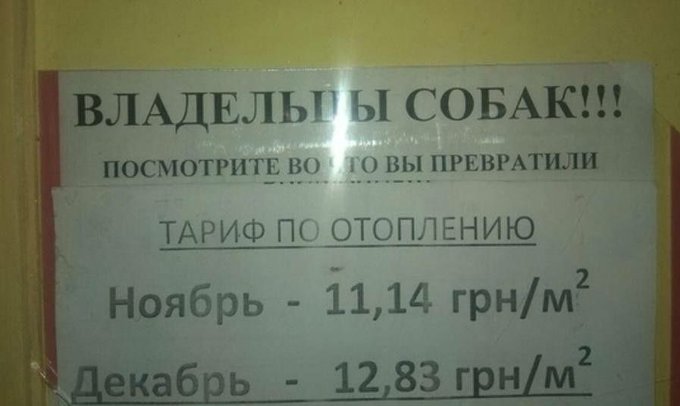 ВЛАДЕЛЬЦЫ СОБАК!!!
ПОСМОТРИТЕ ВО ЧТО ВЫ ПРЕВРАТИЛИ
ТАРИФ ПО ОТОПЛЕНИЮ
Ноябрь - 11,14 грн/м²
Декабрь - 12,83 грн/м²